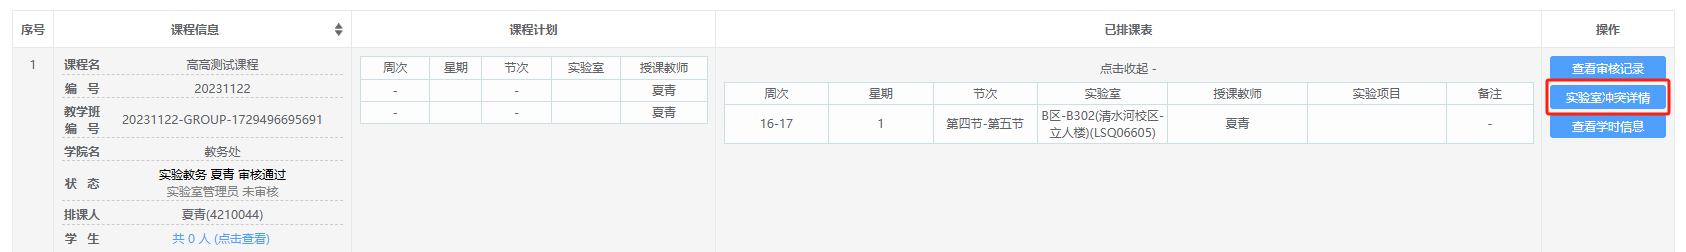 序号 课程信息 课程计划 已排课表 操作
1
课程名 高高测试课程
编 号 20231122
教学班编 号 20231122-GROUP-1729496695691
学院名 教务处
状 态 实验教务 夏青 审核通过
实验室管理员 未审核
排课人 夏青(4210044)
学 生 共 0 人 (点击查看)
周次 星期 节次 实验室 授课教师
- - 夏青
- - 夏青
点击收起 -
周次 星期 节次 实验室 授课教师 实验项目 备注
16-17 1 第四节-第五节 B区-B302(清水河校区-立人楼)(LSQ06605) 夏青 -
查看审核记录
实验室冲突详情
查看学时信息